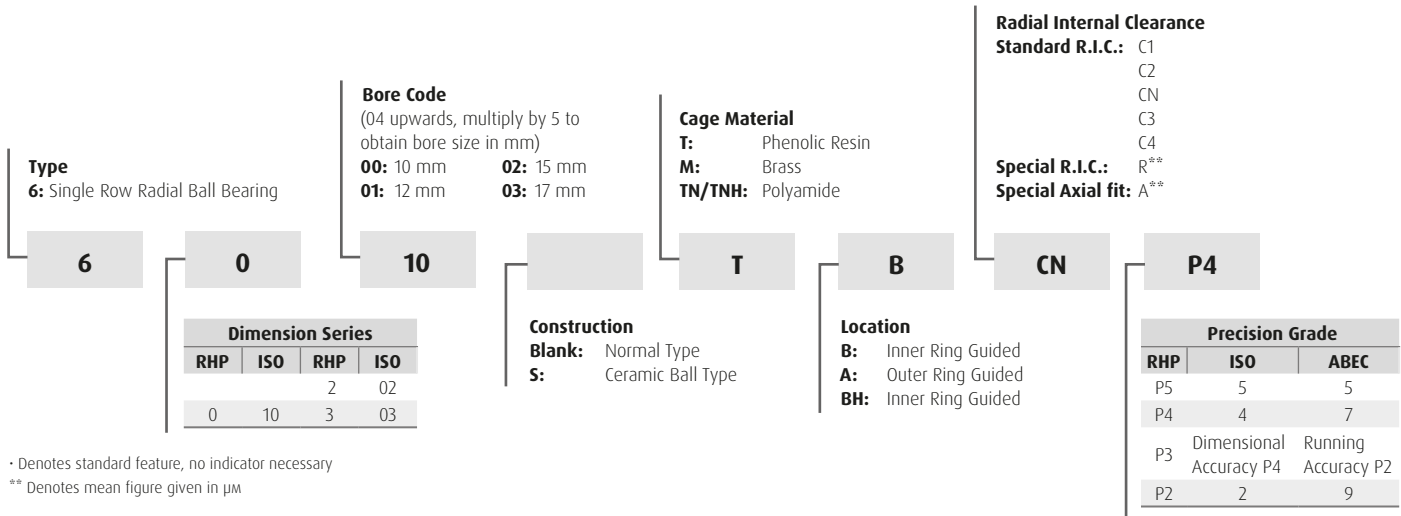 Radial Internal Clearance
Standard R.I.C.: C1
C2
CN
C3
C4
Special R.I.C.: R**
Special Axial fit: A**
Bore Code
(04 upwards, multiply by 5 to
obtain bore size in mm)
00: 10 mm 02: 15 mm
01: 12 mm 03: 17 mm
Cage Material
T: Phenolic Resin
M: Brass
TN/TNH: Polyamide
Type
6: Single Row Radial Ball Bearing
6 0 10 T B CN P4
Dimension Series
RHP ISO RHP ISO
2 02
0 10 3 03
Construction
Blank: Normal Type
S: Ceramic Ball Type
Location
B: Inner Ring Guided
A: Outer Ring Guided
BH: Inner Ring Guided
Precision Grade
RHP ISO ABEC
P5 5 5
P4 4 7
P3 Dimensional Accuracy P4 Running Accuracy P2
P2 2 9
· Denotes standard feature, no indicator necessary
** Denotes mean figure given in µм